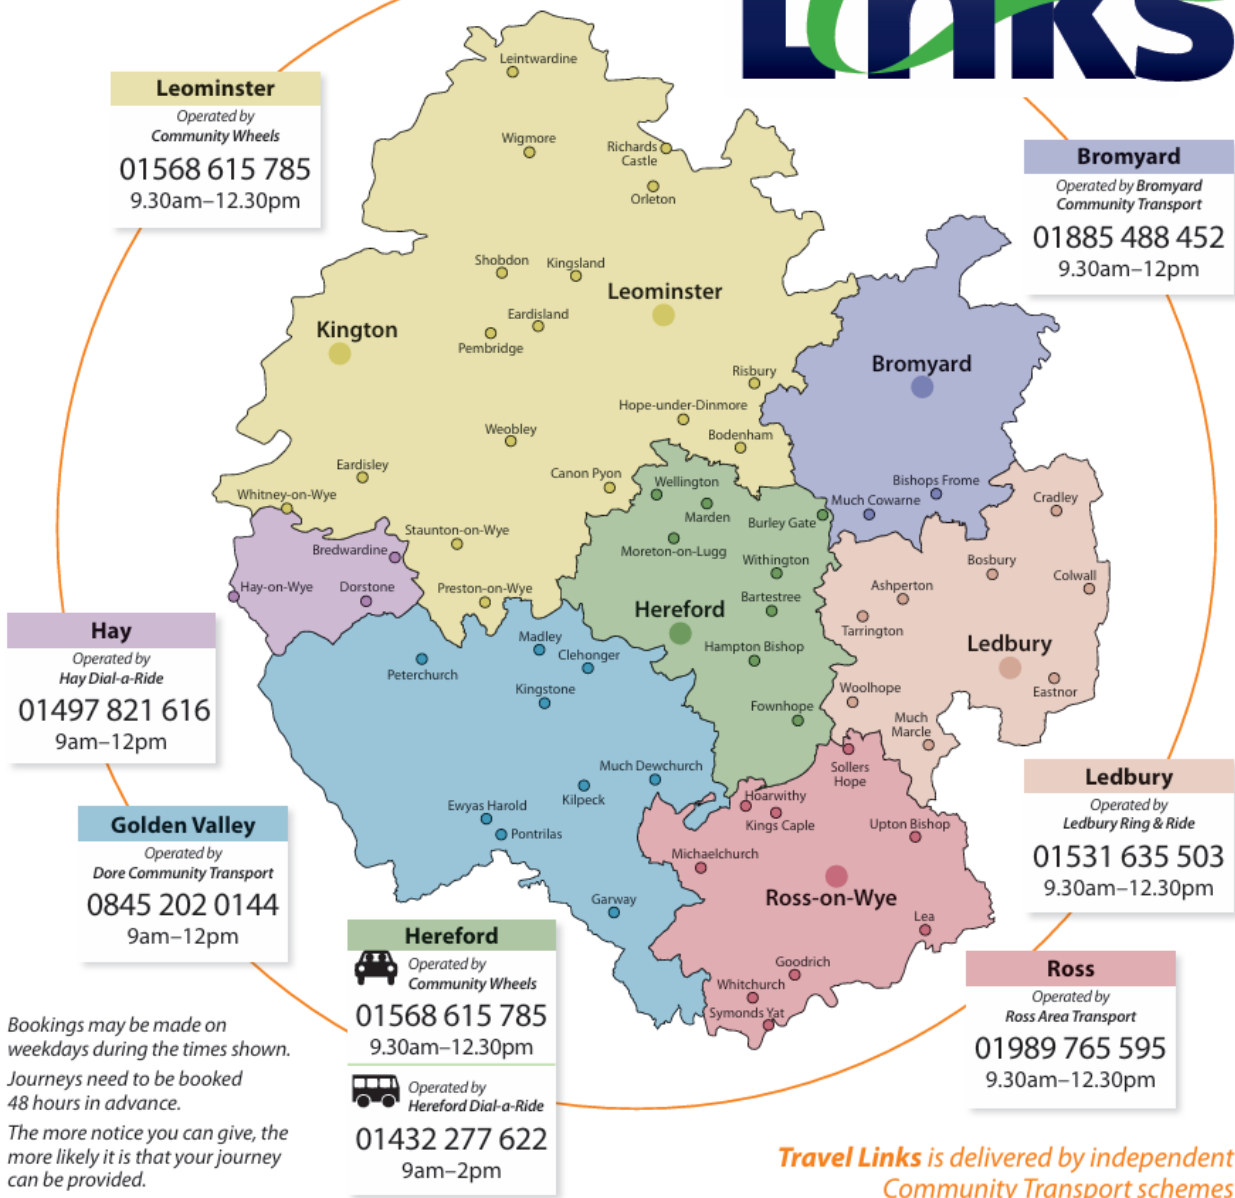 Links
Leominster
Operated by
Community Wheels
01568 615 785
9.30am–12.30pm
Bromyard
Operated by Bromyard
Community Transport
01885 488 452
9.30am–12pm
Leintwardine
Wigmore
Richards
Castle
Orleton
Shobdon
Kingsland
Leominster
Eardisland
Kington
Pembridge
Bromyard
Risbury
Hope-under-Dinmore
Weobley
Bodenham
Eardisley
Canon Pyon
Whitney-on-Wye
Wellington
Bishops Frome
Cradley
Much Cowarne
Marden
Burley Gate
Staunton-on-Wye
Bredwardine
Moreton-on-Lugg
Withington
Bosbury
Colwall
Hay-on-Wye
Dorstone
Preston-on-Wye
Ashperton
Bartestree
Hereford
Tarrington
Madley
Clehonger
Hampton Bishop
Ledbury
Peterchurch
Kingstone
Woolhope
Eastnor
Fownhope
Much
Marcle
Much Dewchurch
Sollers
Hope
Kilpeck
Hoarwithy
Ewyas Harold
Kings Caple
Upton Bishop
Pontrilas
Michaelchurch
Ross-on-Wye
Garway
Lea
Goodrich
Whitchurch
Symonds Yat
Hay
Operated by
Hay Dial-a-Ride
01497 821 616
9am–12pm
Golden Valley
Operated by
Dore Community Transport
0845 202 0144
9am–12pm
Ledbury
Operated by
Ledbury Ring & Ride
01531 635 503
9.30am–12.30pm
Hereford
Operated by
Community Wheels
01568 615 785
9.30am–12.30pm
Operated by
Hereford Dial-a-Ride
01432 277 622
9am–2pm
Ross
Operated by
Ross Area Transport
01989 765 595
9.30am–12.30pm
Bookings may be made on
weekdays during the times shown.
Journeys need to be booked
48 hours in advance.
The more notice you can give, the
more likely it is that your journey
can be provided.
Travel Links is delivered by independent
Community Transport schemes